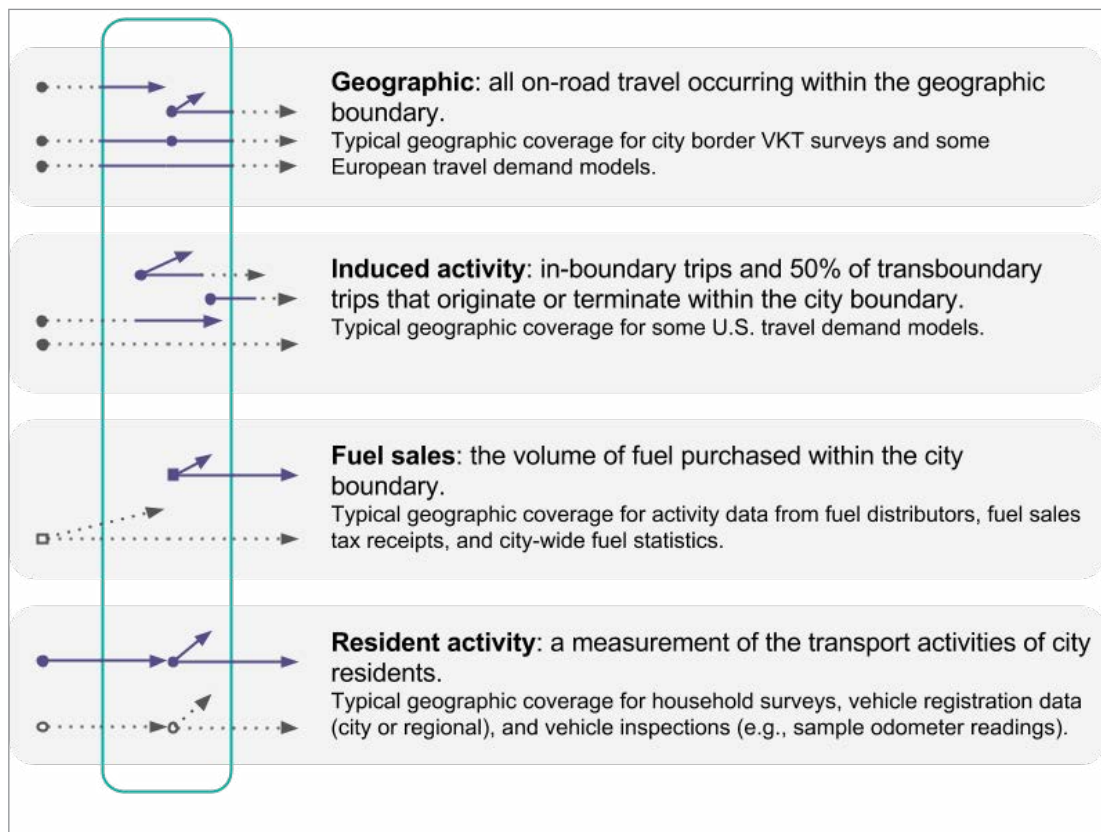 Geographic: all on-road travel occurring within the geographic
boundary.
Typical geographic coverage for city border VKT surveys and some
European travel demand models.
Induced activity: in-boundary trips and 50% of transboundary
trips that originate or terminate within the city boundary.
Typical geographic coverage for some U.S. travel demand models.
Fuel sales: the volume of fuel purchased within the city
boundary.
Typical geographic coverage for activity data from fuel distributors, fuel sales
tax receipts, and city-wide fuel statistics.
Resident activity: a measurement of the transport activities of city
residents.
Typical geographic coverage for household surveys, vehicle registration data
(city or regional), and vehicle inspections (e.g., sample odometer readings).